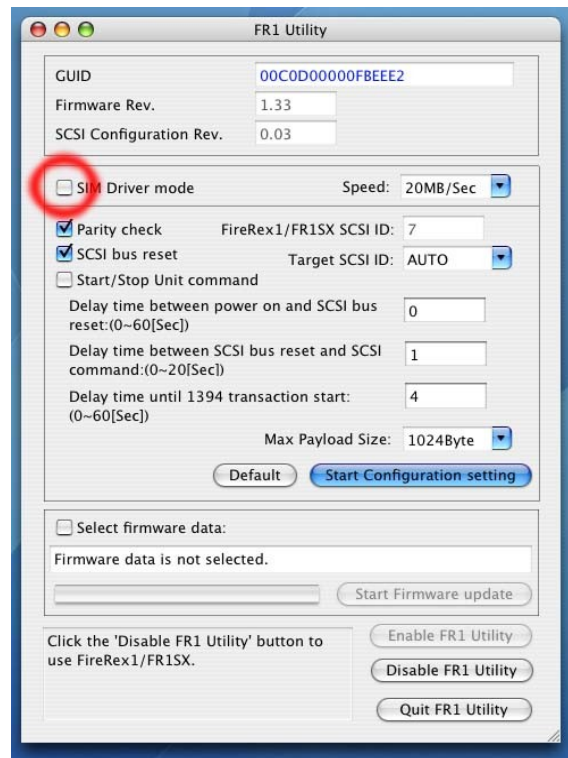 FR1 Utility
GUID 00C0D00000FBEEE2
Firmware Rev. 1.33
SCSI Configuration Rev. 0.03
SIM Driver mode Speed: 20MB/Sec
Parity check FireRex1/FR1SX SCSI ID: 7
SCSI bus reset Target SCSI ID: AUTO
Start/Stop Unit command
Delay time between power on and SCSI bus
reset:(0~60[Sec]) 0
Delay time between SCSI bus reset and SCSI
command:(0~20[Sec]) 1
Delay time until 1394 transaction start:
(0~60[Sec]) 4
Max Payload Size: 1024Byte
Default Start Configuration setting
Select firmware data:
Firmware data is not selected.
Start Firmware update
Click the 'Disable FR1 Utility' button to
use FireRex1/FR1SX.
Enable FR1 Utility
Disable FR1 Utility
Quit FR1 Utility